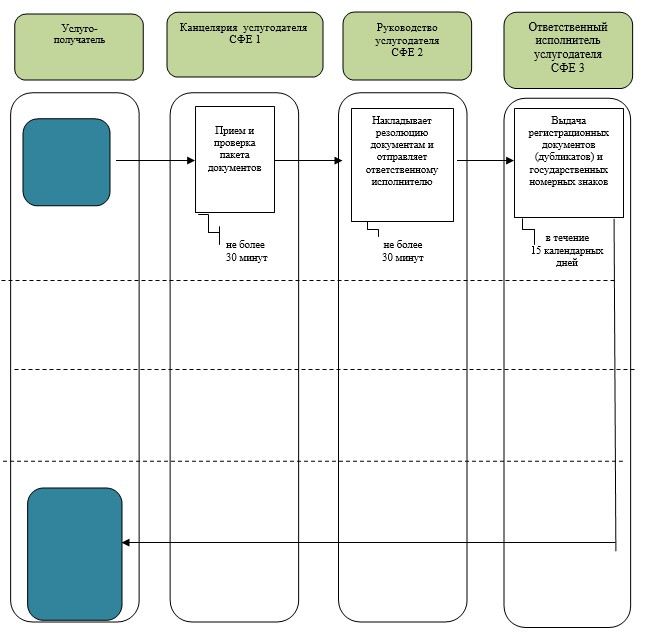 Услуго-
получатель
Канцелярия услугодателя
СФЕ 1
Руководство
услугодателя
СФЕ 2
Ответственный
исполнитель
услугодателя
СФЕ 3
Прием и
проверка
пакета
документов
Накладывает
резолюцию
документам и
отправляет
ответственному
исполнителю
Выдача
регистрационных
документов
(дубликатов) и
государственных
номерных знаков
не более
30 минут
не более
30 минут
в течение
15 календарных
дней